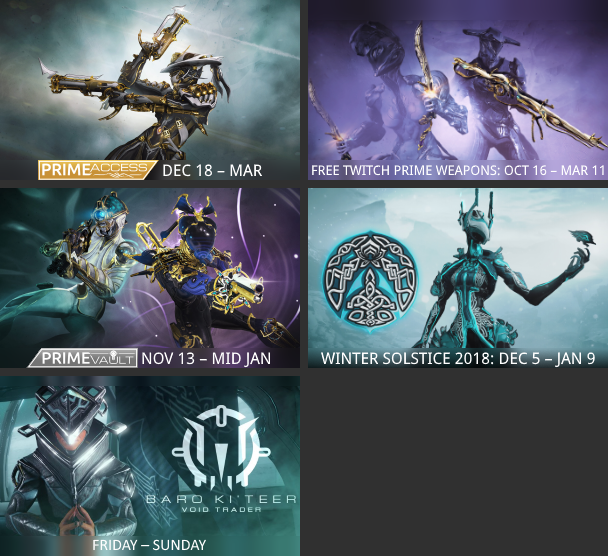 PRIMEACCESS DEC 18 – MAR
FREE TWITCH PRIME WEAPONS: OCT 16 – MAR 11
PRIMEVAULT NOV 13 – MID JAN
WINTER SOLSTICE 2018: DEC 5 – JAN 9
BARO KI'TEER
VOID TRADER
FRIDAY – SUNDAY